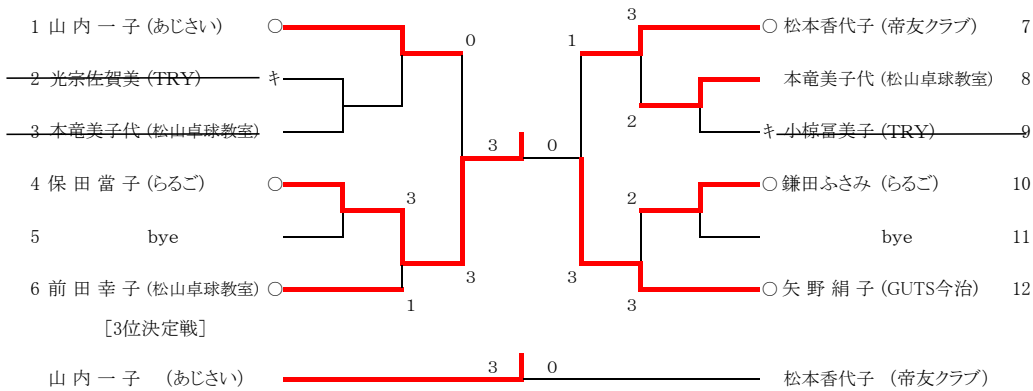 1 山内一子(あじさい) ○ 0 3 ○ 松本香代子(帝友クラブ) 7
1
2 光宗佐賀美(TRY) キ 本竜美子代(松山卓球教室) 8
3 本竜美子代(松山卓球教室) 2 キ 小椋冨美子(TRY) 9
3 0
4 保田當子(らるご) ○ 3 2 ○ 鎌田ふさみ(らるご) 10
5 bye bye 11
6 前田幸子(松山卓球教室) ○ 1 3 3 3 ○ 矢野絹子(GUTS今治) 12
[3位決定戦]
山内一子 (あじさい) 3 0 松本香代子 (帝友クラブ)